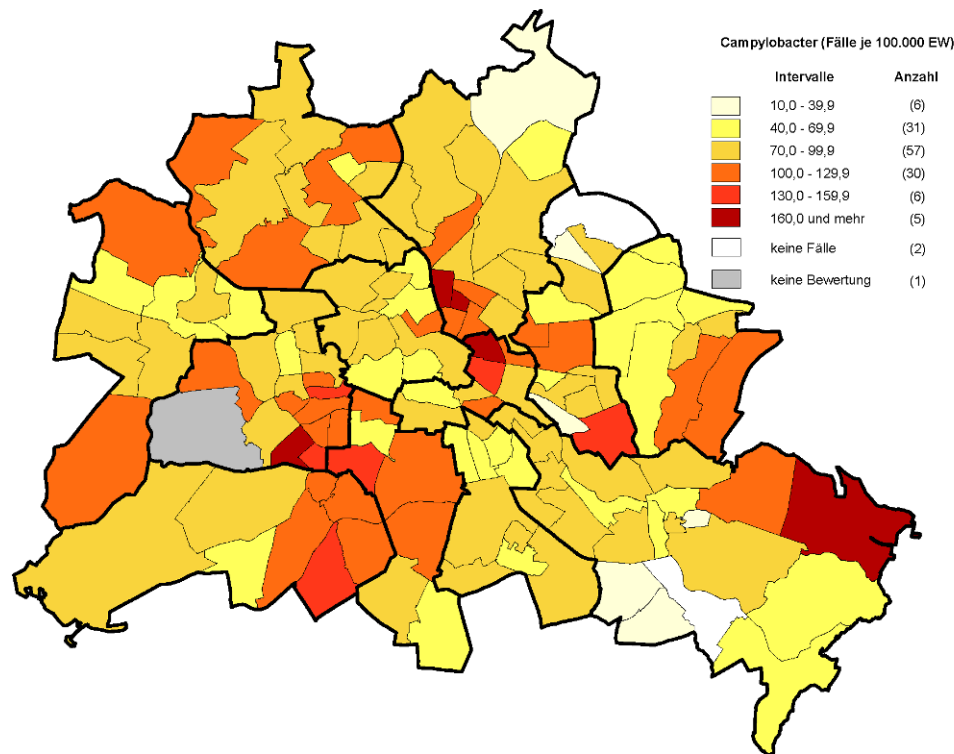 Campylobacter (Fälle je 100.000 EW)
Intervalle Anzahl
10,0 - 39,9 (6)
40,0 - 69,9 (31)
70,0 - 99,9 (57)
100,0 - 129,9 (30)
130,0 - 159,9 (6)
160,0 und mehr (5)
keine Fälle (2)
keine Bewertung (1)